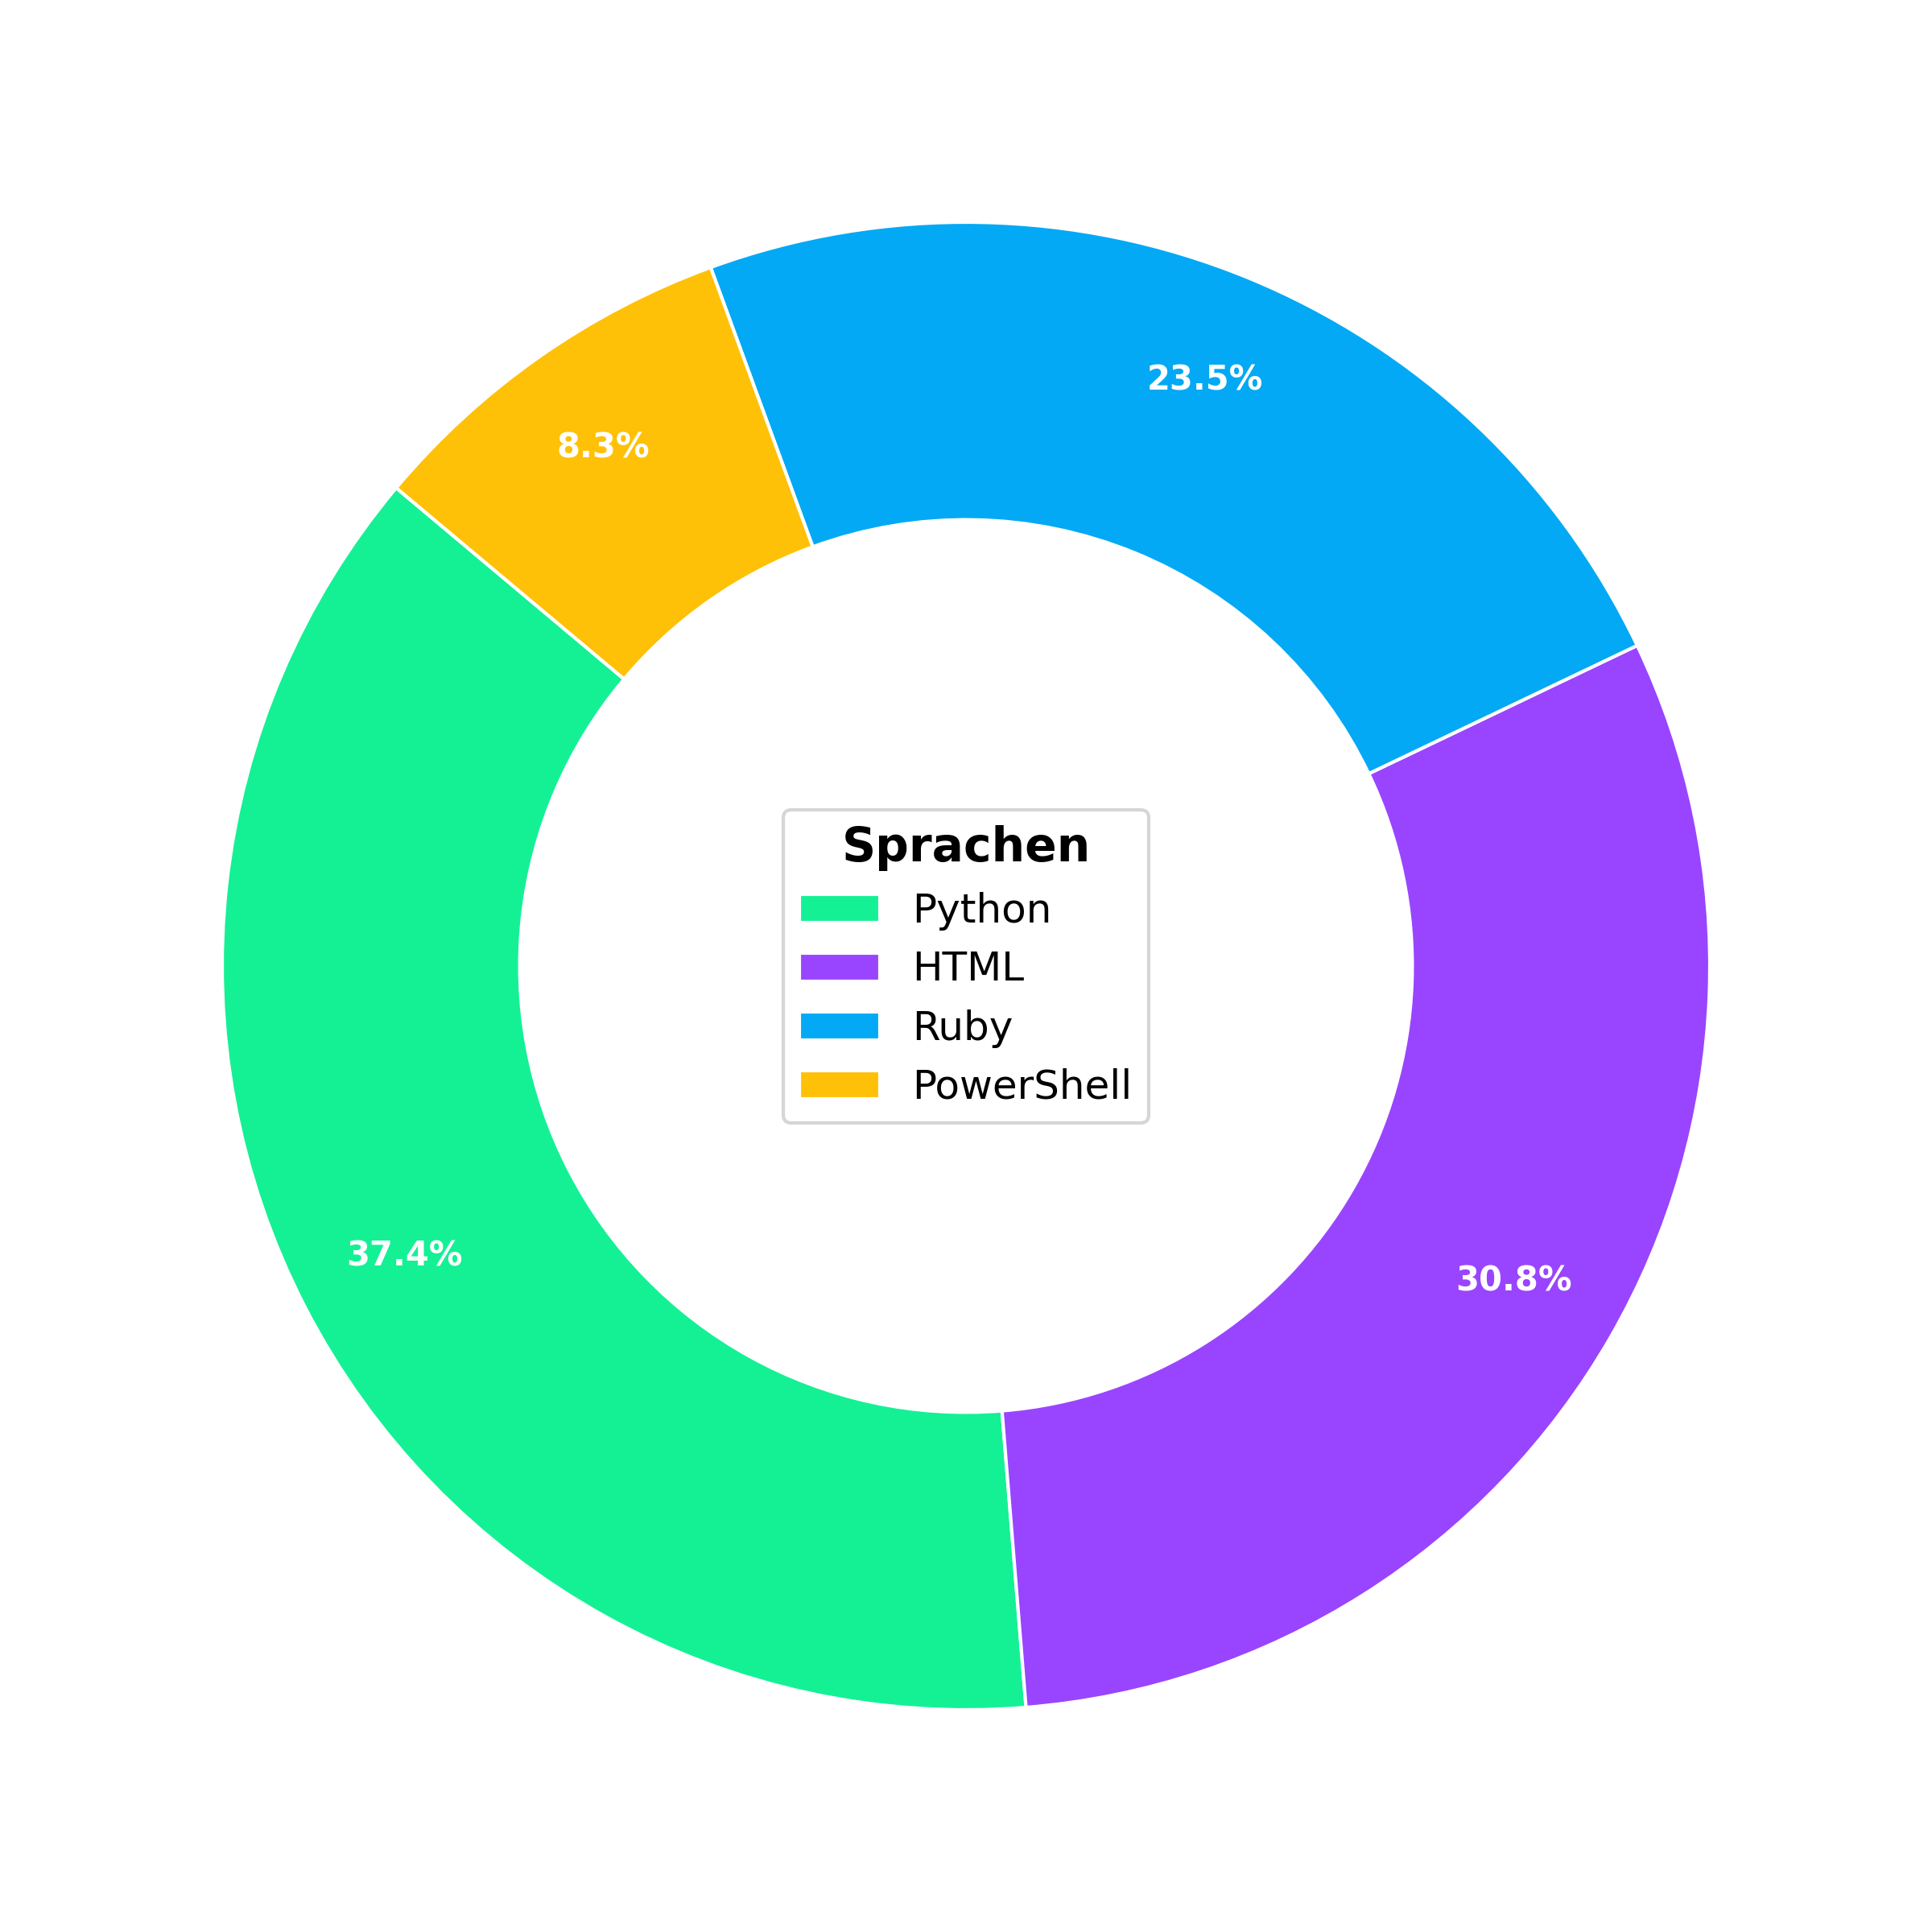 23.5%
8.3%
Sprachen
Python
HTML
Ruby
PowerShell
37.4%
30.8%